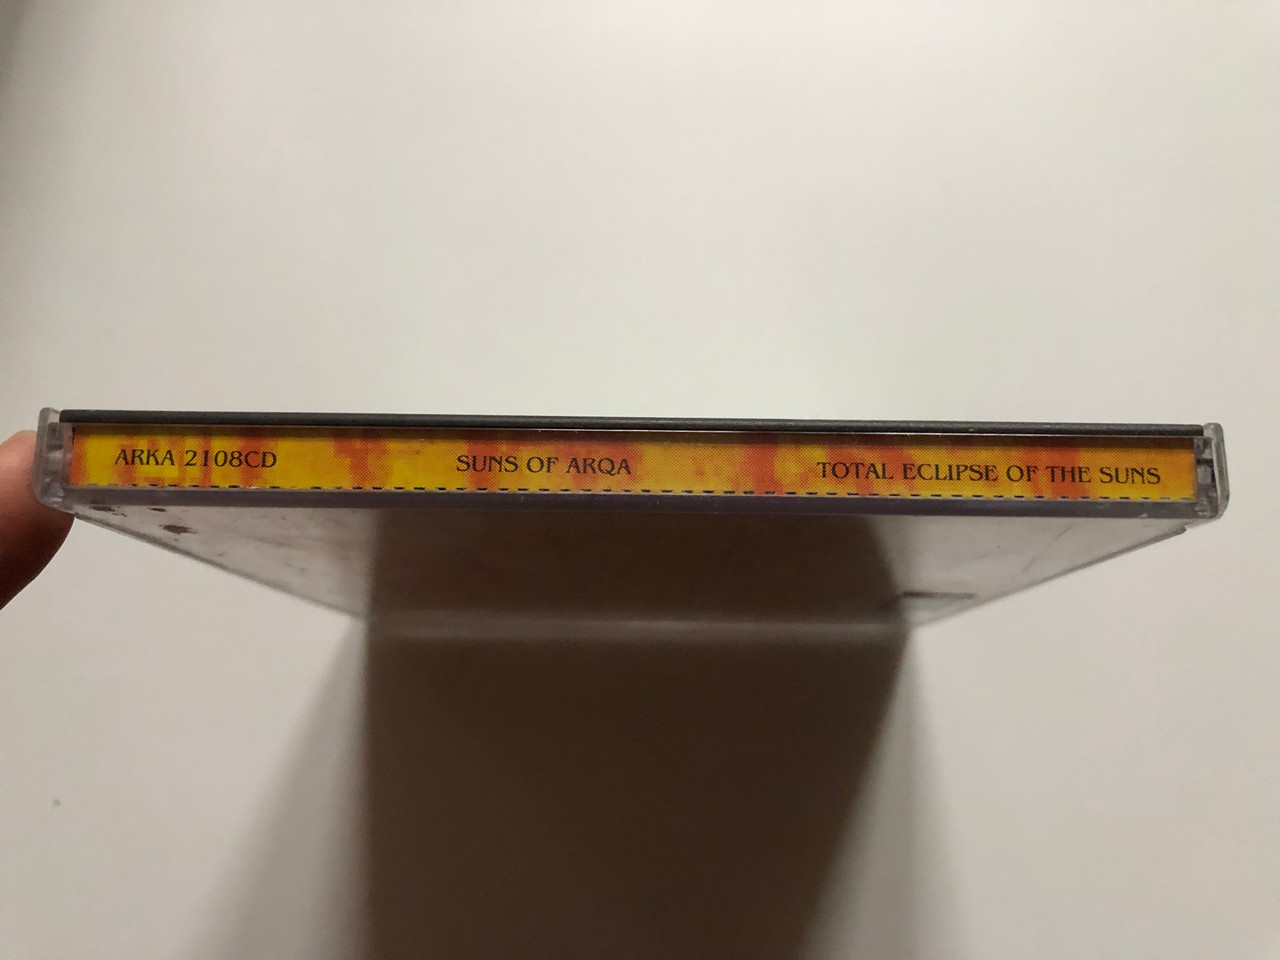 ARKA 2108CD SUNS OF ARQA TOTAL ECLIPSE OF THE SUNS